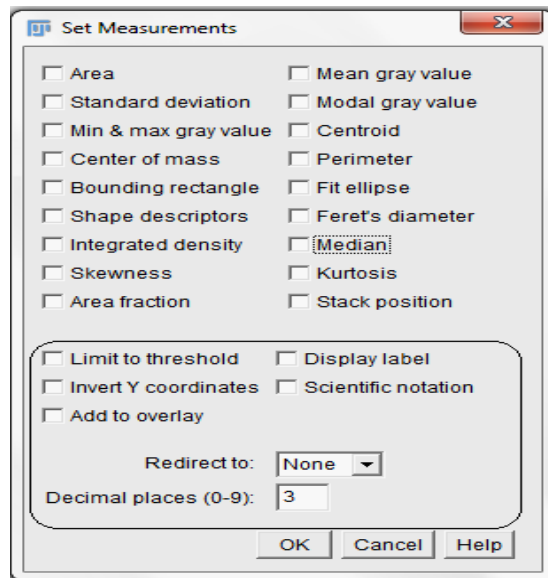 Set Measurements
Area Mean gray value
Standard deviation Modal gray value
Min & max gray value Centroid
Center of mass Perimeter
Bounding rectangle Fit ellipse
Shape descriptors Feret's diameter
Integrated density Median
Skewness Kurtosis
Area fraction Stack position
Limit to threshold Display label
Invert Y coordinates Scientific notation
Add to overlay
Redirect to: None
Decimal places (0-9): 3
OK Cancel Help